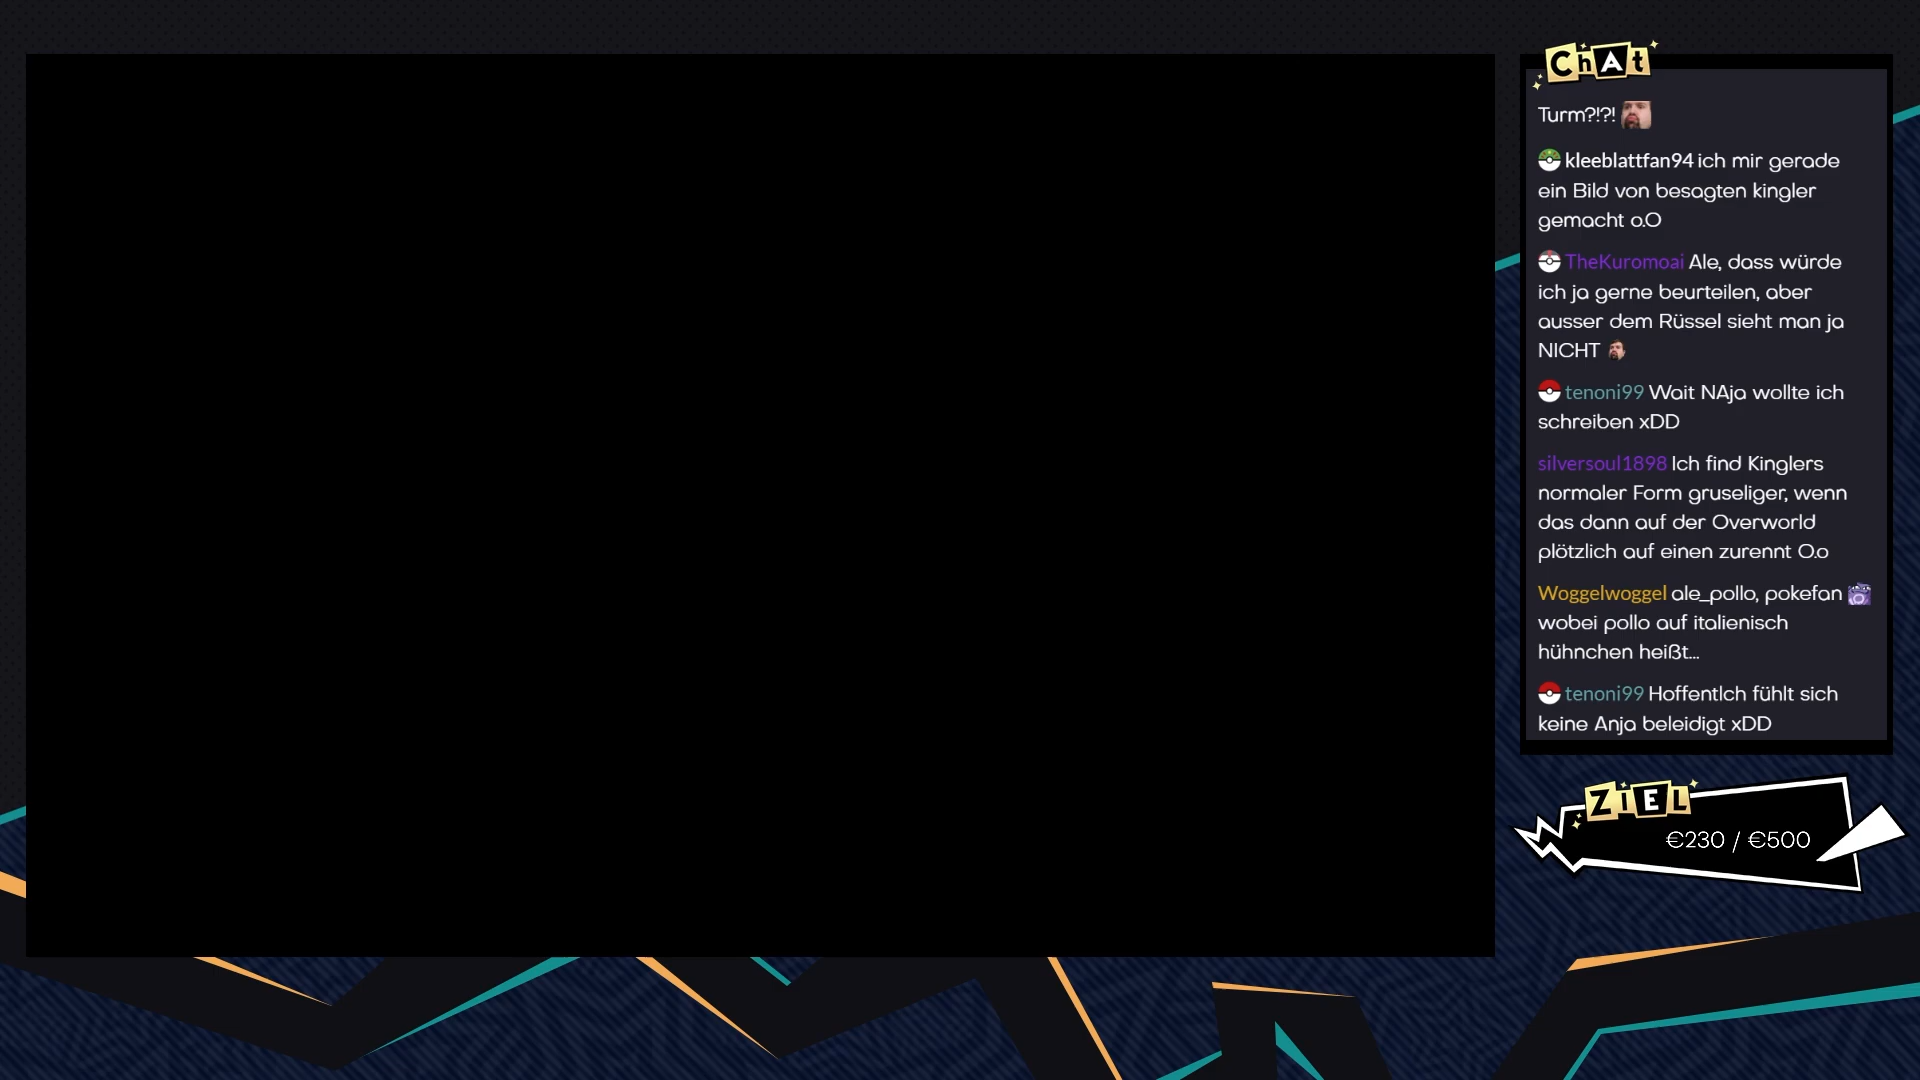 ChAt
Turm?!?!
kleeblattfan94 ich mir gerade
ein Bild von besagten kingler
gemacht o.O
TheKuromoai Ale, dass würde
ich ja gerne beurteilen, aber
ausser dem Rüssel sieht man ja
NICHT
tenoni99 Wait NAja wollte ich
schreiben xDD
silversoul1898 Ich find Kinglers
normaler Form gruseliger, wenn
das dann auf der Overworld
plötzlich auf einen zurennt O.o
Woggelwoggel ale_pollo, pokefan
wobei pollo auf italienisch
hühnchen heißt...
tenoni99 HoffentIch fühlt sich
keine Anja beleidigt xDD
ZiEL
€230 / €500